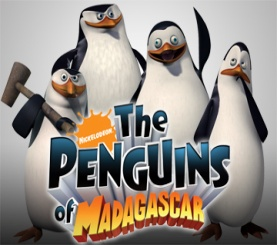 NICKELODEON
The
PENGUINS
of MADAGASCAR